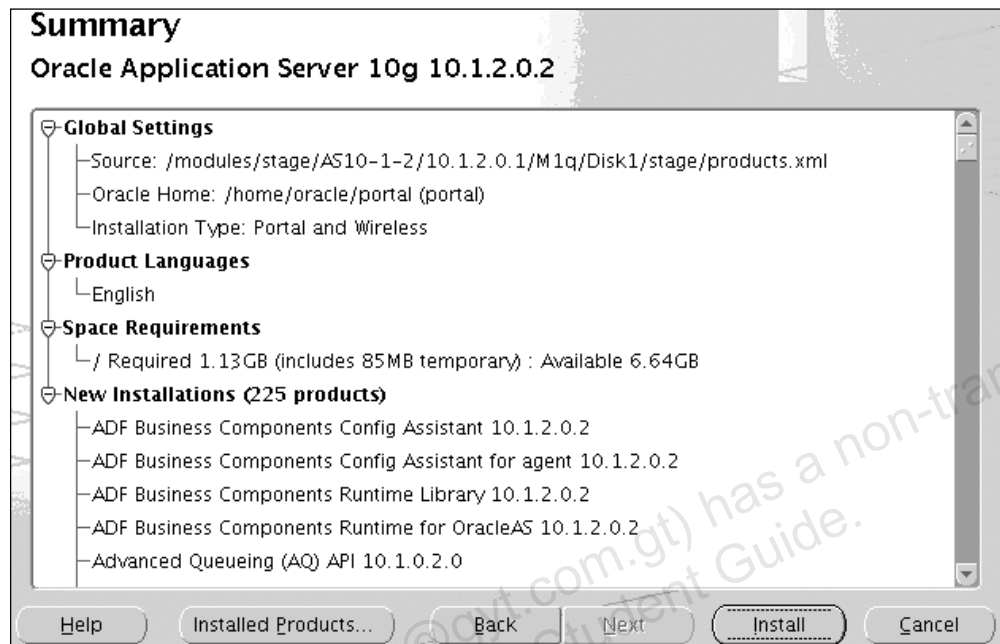 Summary
Oracle Application Server 10g 10.1.2.0.2
Global Settings
Source: /modules/stage/AS10-1-2/10.1.2.0.1/M1q/Disk1/stage/products.xml
Oracle Home: /home/oracle/portal (portal)
Installation Type: Portal and Wireless
Product Languages
English
Space Requirements
/ Required 1.13GB (includes 85MB temporary) : Available 6.64GB
New Installations (225 products)
ADF Business Components Config Assistant 10.1.2.0.2
ADF Business Components Config Assistant for agent 10.1.2.0.2
ADF Business Components Runtime Library 10.1.2.0.2
ADF Business Components Runtime for OracleAS 10.1.2.0.2
Advanced Queueing (AQ) API 10.1.0.2.0
Help
Installed Products...
Back
Next
Install
Cancel
has a non-tran
com.gt)
Guide.